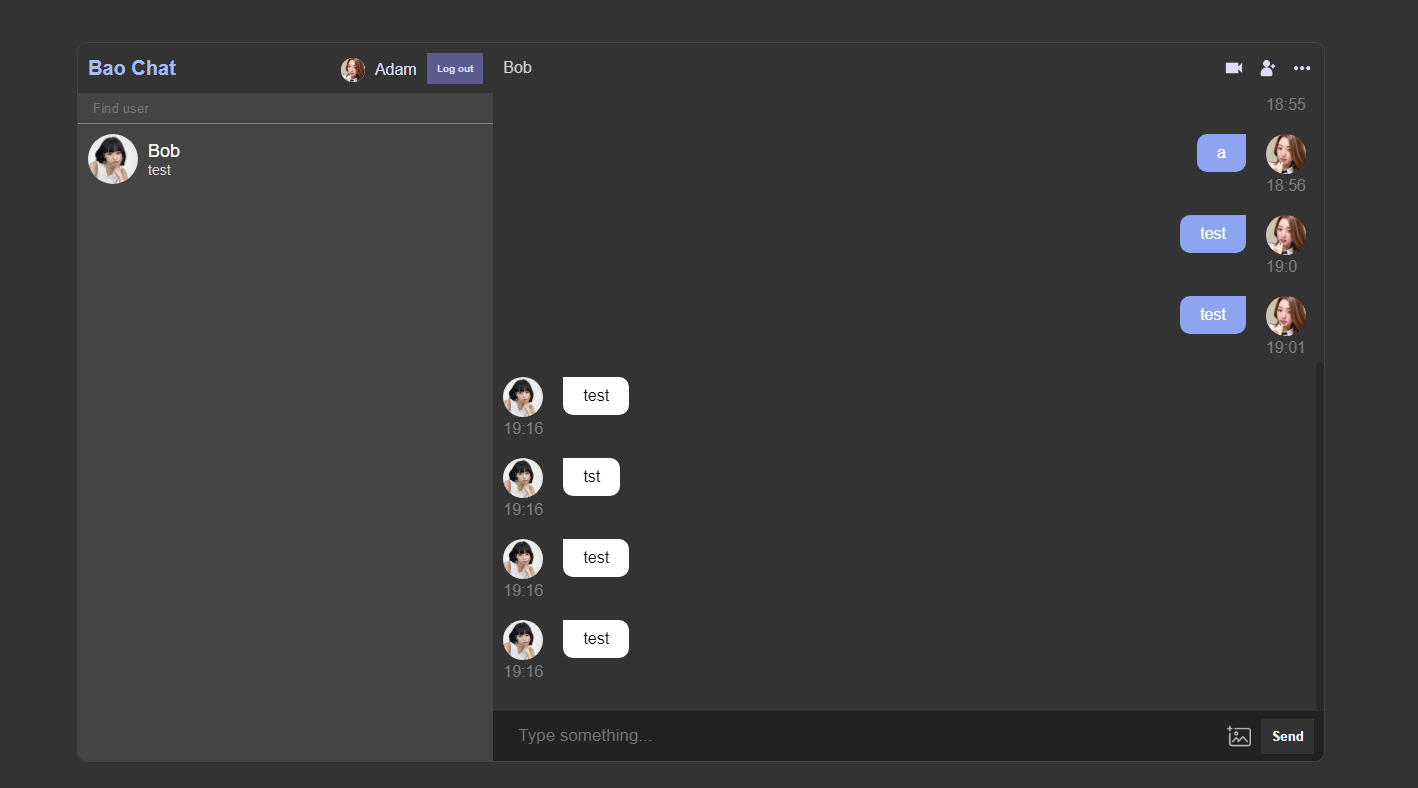 Bao Chat
Adam
Log out
Find user
Bob
test
Bob
18:55
a
18:56
test
19:0
test
19:01
test
19:16
tst
19:16
test
19:16
test
19:16
Type something...
Send